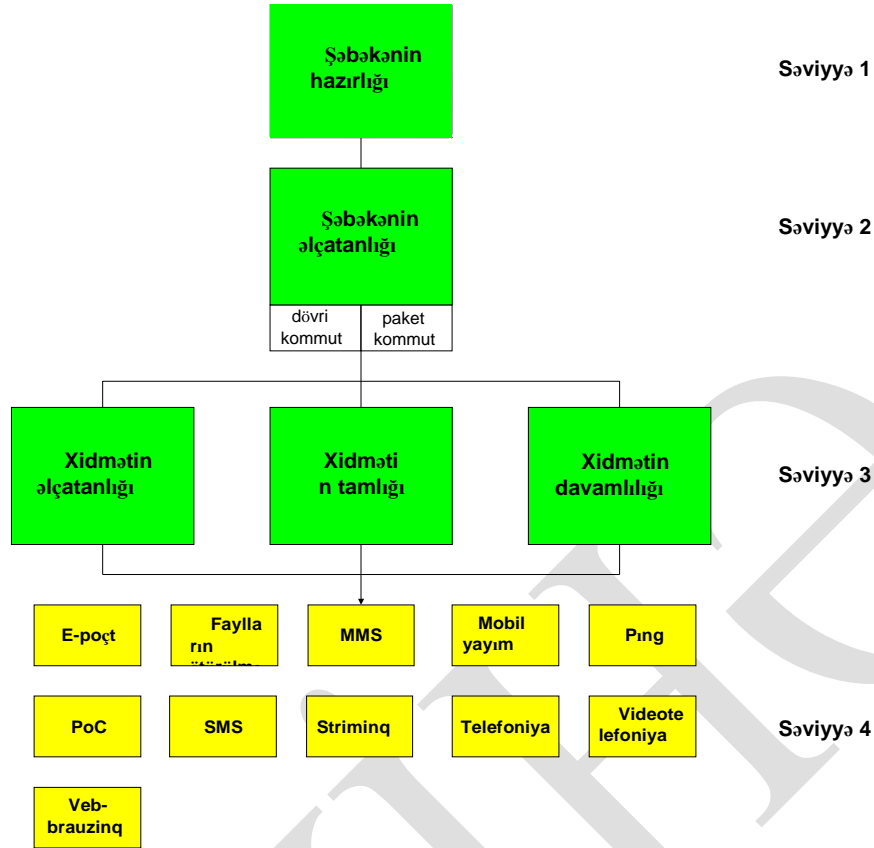 Şəbəkənin
hazırlığı
Səviyyə 1
Şəbəkənin
əlçatanlığı
Səviyyə 2
dövri
kommut
paket
kommut
Xidmətin
əlçatanlığı
Xidməti
n tamlığı
Xidmətin
davamlılığı
Səviyyə 3
E-poçt
Faylla
rın
MMS
Mobil
yayım
Pıng
PoC
SMS
Striminq
Telefoniya
Videote
lefoniya
Səviyyə 4
Veb-
brauzinq